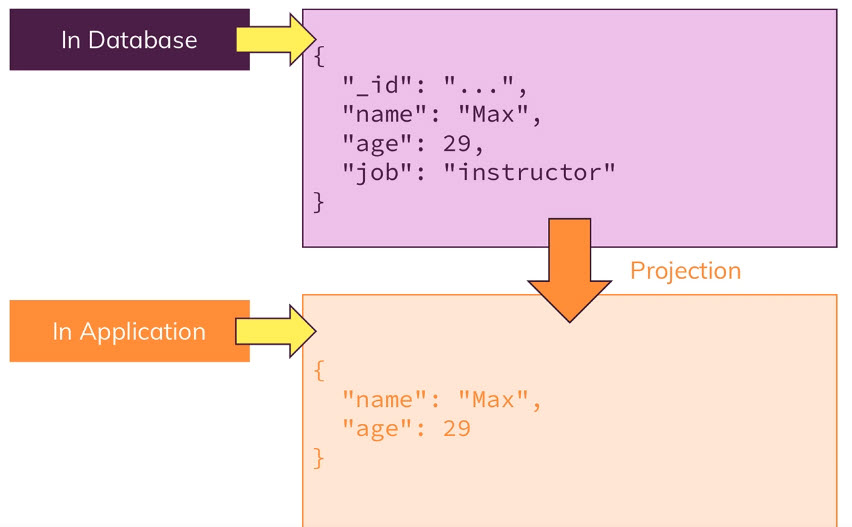 In Database
{
"_id": "...",
"name": "Max",
"age": 29,
"job": "instructor"
}
Projection
In Application
{
"name": "Max",
"age": 29
}